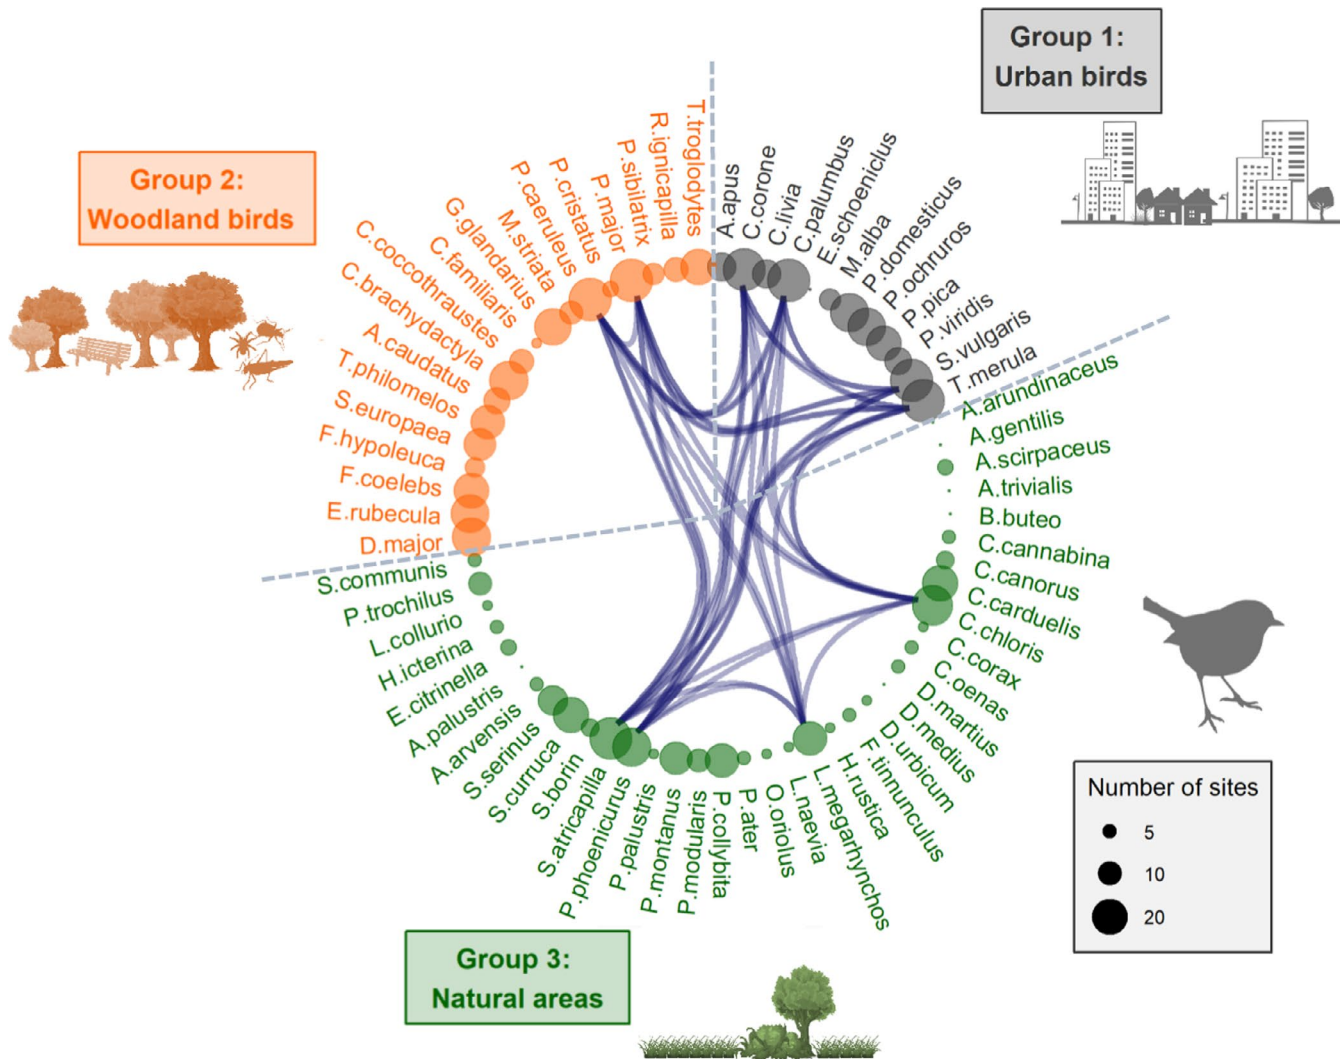 Group 1:
Urban birds
Group 2:
Woodland birds
T.troglodytes
R.ignicapilla
P.sibilatrix
P.major
P.cristatus
P.caeruleus
M.striata
G.glandarius
C.familiaris
C.coccothraustes
C.brachydactyla
A.caudatus
T.philomelos
S.europaea
F.hypoleuca
F.coelebs
E.rubecula
D.major
A.apus
C.corone
C.livia
C.palumbus
E.schoeniclus
M.alba
P.domesticus
P.ochruros
P.pica
P.viridis
S.vulgaris
T.merula
A.arundinaceus
A.gentilis
A.scirpaceus
A.trivialis
B.buteo
C.cannabina
C.canorus
C.carduelis
C.chloris
C.corax
C.oenas
D.martius
D.medius
D.urbicum
F.tinnunculus
H.rustica
L.megarhynchos
L.naevia
O.oriolus
P.ater
P.collybita
P.modularis
P.montanus
P.palustris
P.phoenicurus
S.atricapilla
S.borin
S.curruca
S.serinus
A.arvensis
A.palustris
E.citrinella
H.icterina
L.collurio
P.trochilus
S.communis
Number of sites
5
10
20
Group 3:
Natural areas